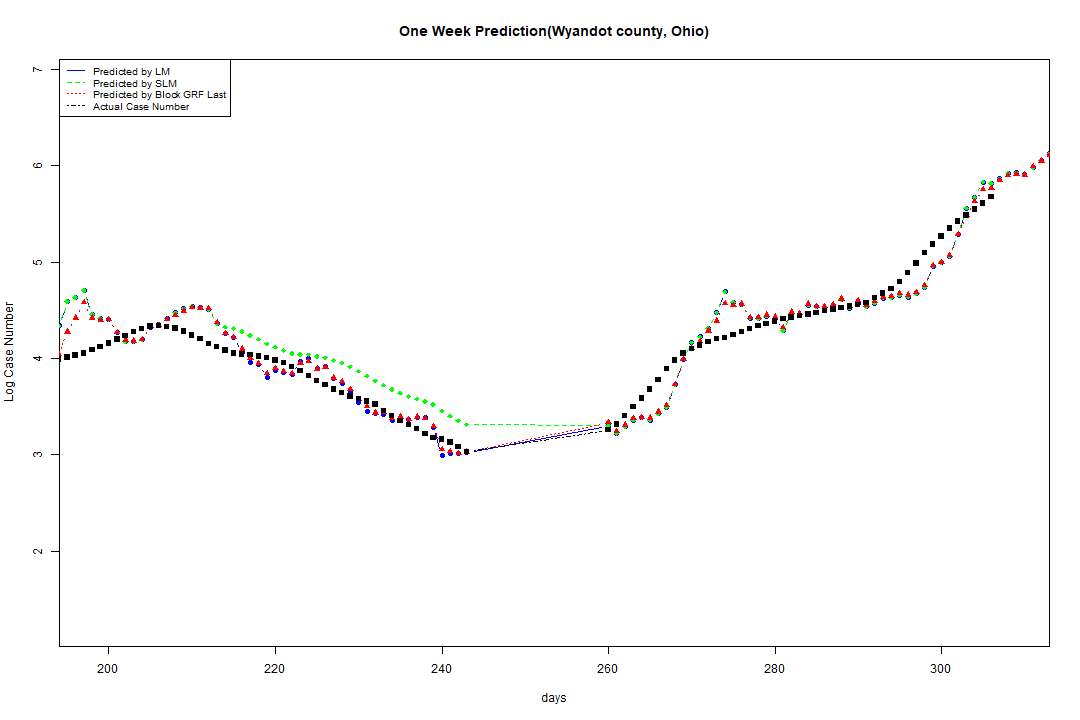 One Week Prediction(Wyandot county, Ohio)
Predicted by LM
Predicted by SLM
Predicted by Block GRF Last
Actual Case Number
7
6
5
4
3
2
Log Case Number
200 220 240 260 280 300
days